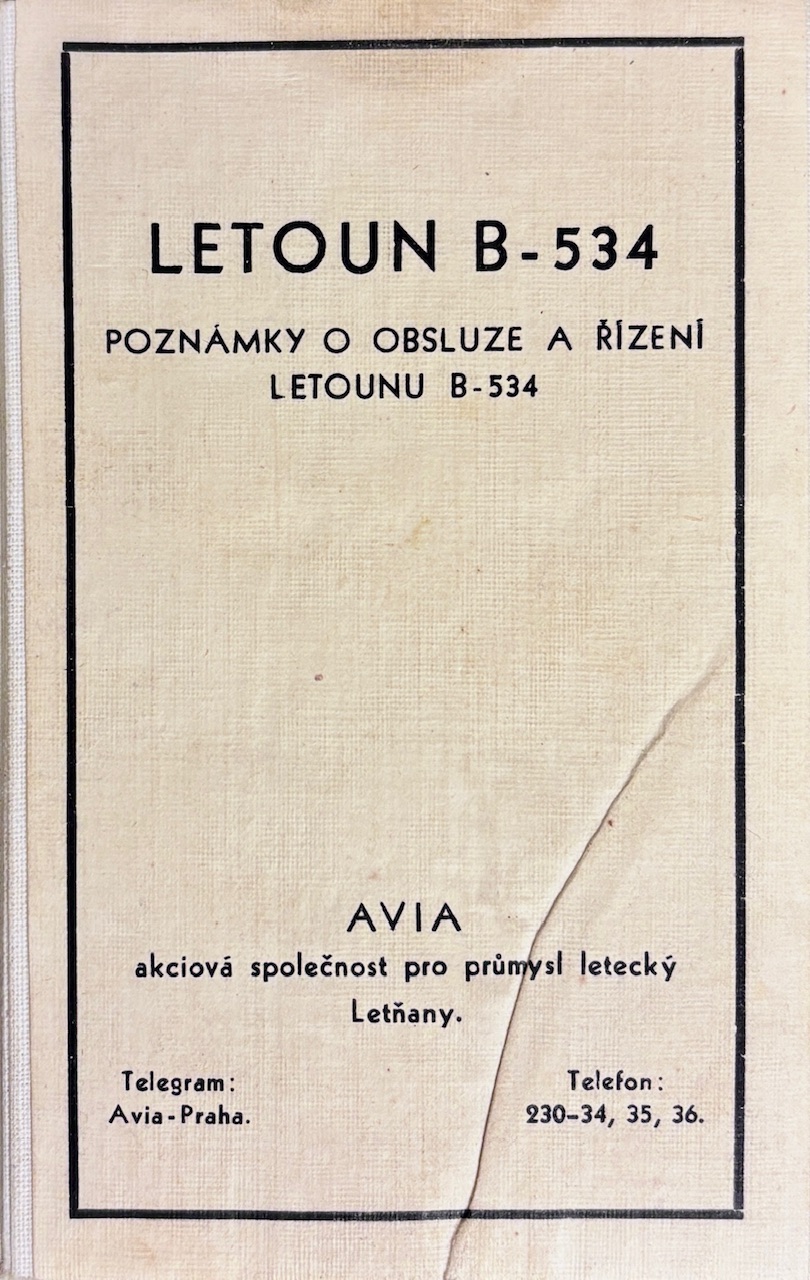 LETOUN B-534
POZNÁMKY O OBSLUZE A ŘÍZENÍ
LETOUNU B-534
AVIA
akciová společnost pro průmysl letecký
Letňany.
Telegram:
Avia-Praha.
Telefon:
230-34, 35, 36.